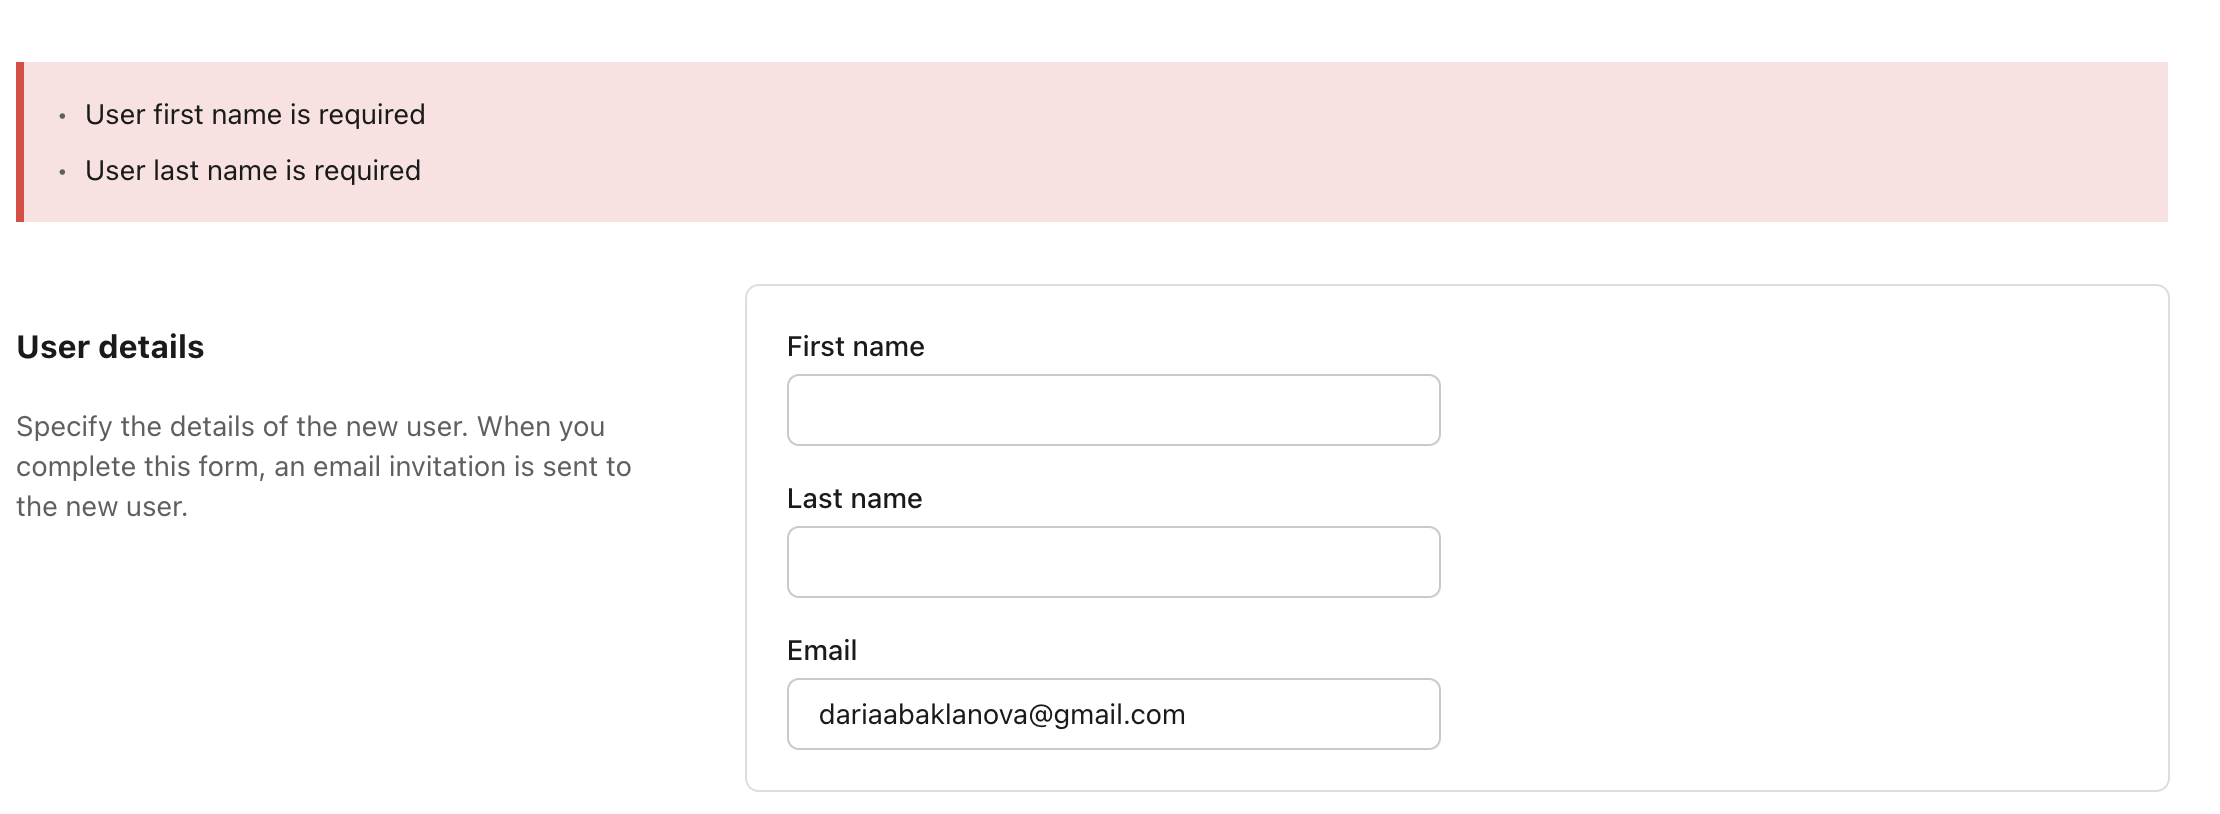 • User first name is required
• User last name is required
User details
Specify the details of the new user. When you
complete this form, an email invitation is sent to
the new user.
First name
Last name
Email
dariaabaklanova@gmail.com